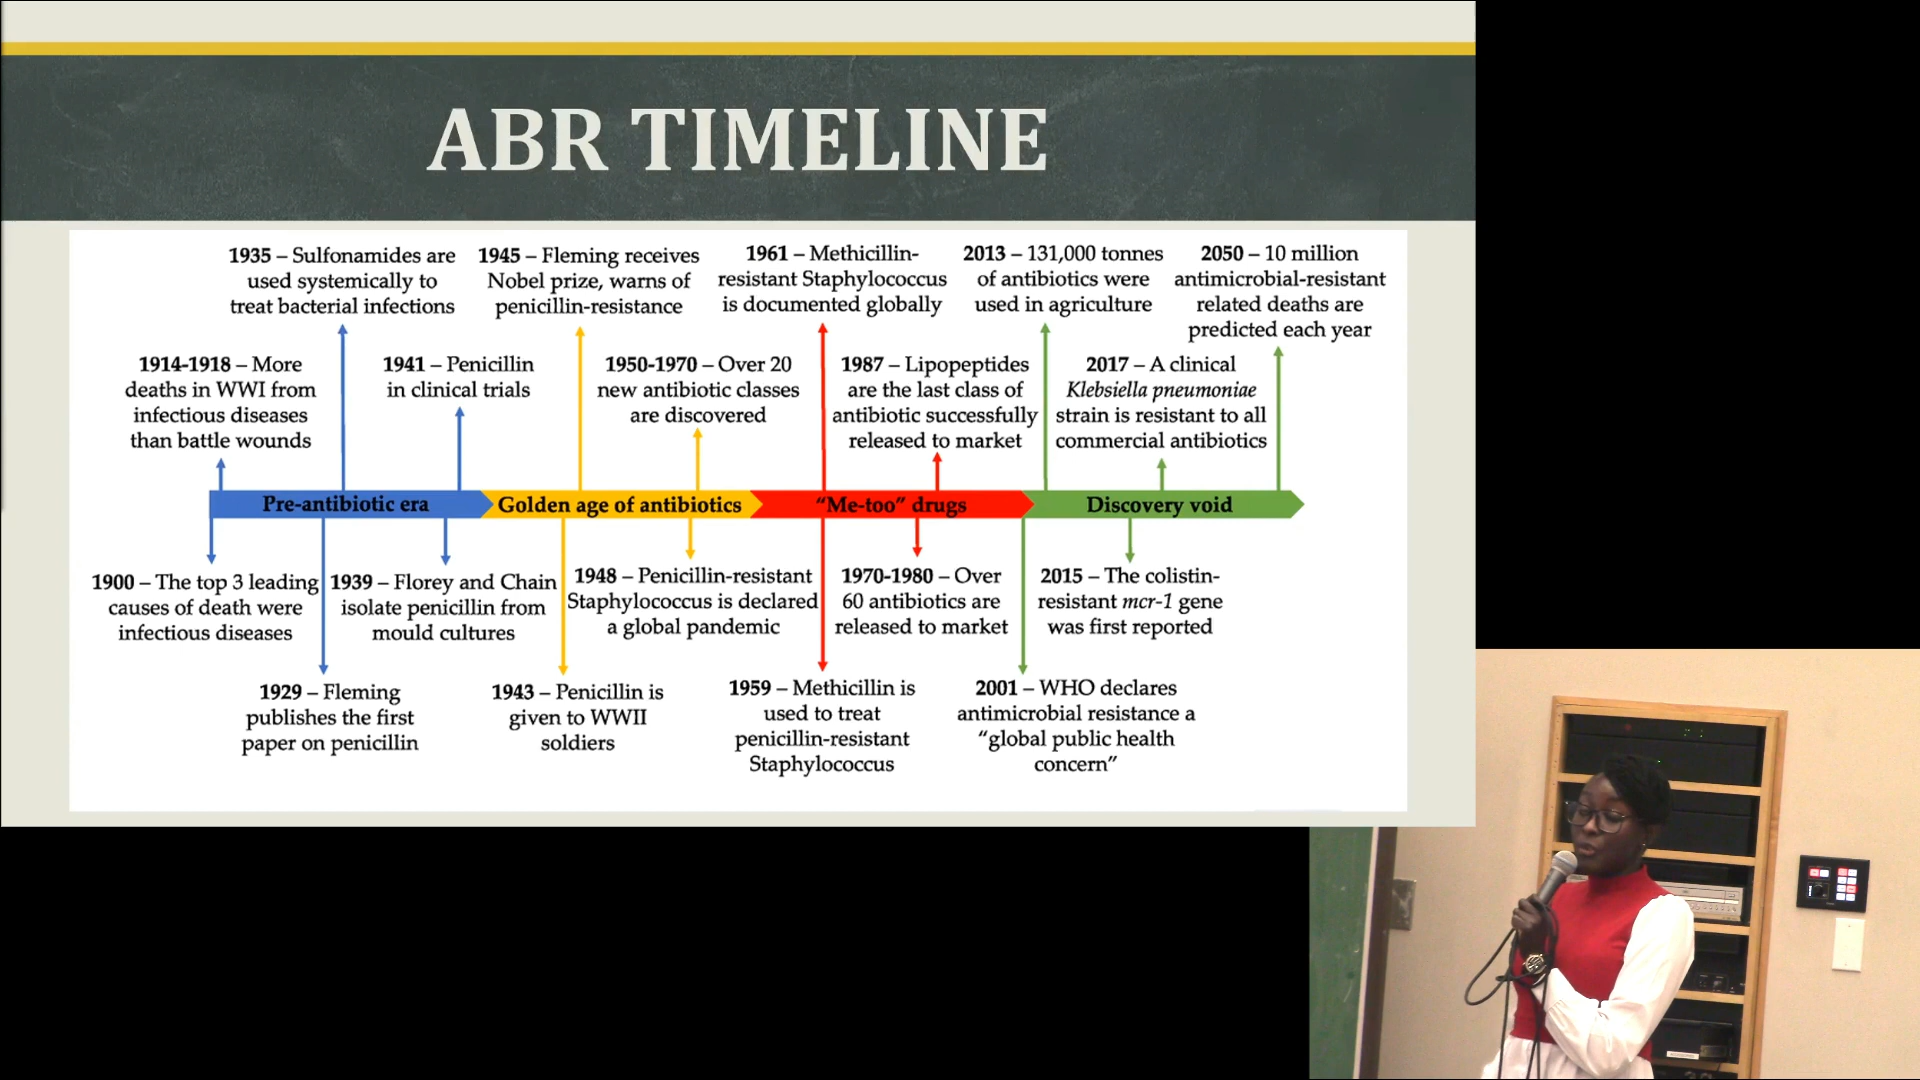 ABR TIMELINE
1935 – Sulfonamides are
used systemically to
treat bacterial infections
1945 – Fleming receives
Nobel prize, warns of
penicillin-resistance
1961 – Methicillin-
resistant Staphylococcus
is documented globally
2013 – 131,000 tonnes
of antibiotics were
used in agriculture
2050 – 10 million
antimicrobial-resistant
related deaths are
predicted each year
1914-1918 – More
deaths in WWI from
infectious diseases
than battle wounds
1941 – Penicillin
in clinical trials
1950-1970 – Over 20
new antibiotic classes
are discovered
1987 – Lipopeptides
are the last class of
antibiotic successfully
released to market
2017 – A clinical
Klebsiella pneumoniae
strain is resistant to all
commercial antibiotics
Pre-antibiotic era
Golden age of antibiotics
“Me-too” drugs
Discovery void
1900 – The top 3 leading
causes of death were
infectious diseases
1939 – Florey and Chain
isolate penicillin from
mould cultures
1948 – Penicillin-resistant
Staphylococcus is declared
a global pandemic
1970-1980 – Over
60 antibiotics are
released to market
2015 – The colistin-
resistant mcr-1 gene
was first reported
1929 – Fleming
publishes the first
paper on penicillin
1943 – Penicillin is
given to WWII
soldiers
1959 – Methicillin is
used to treat
penicillin-resistant
Staphylococcus
2001 – WHO declares
antimicrobial resistance a
“global public health
concern”